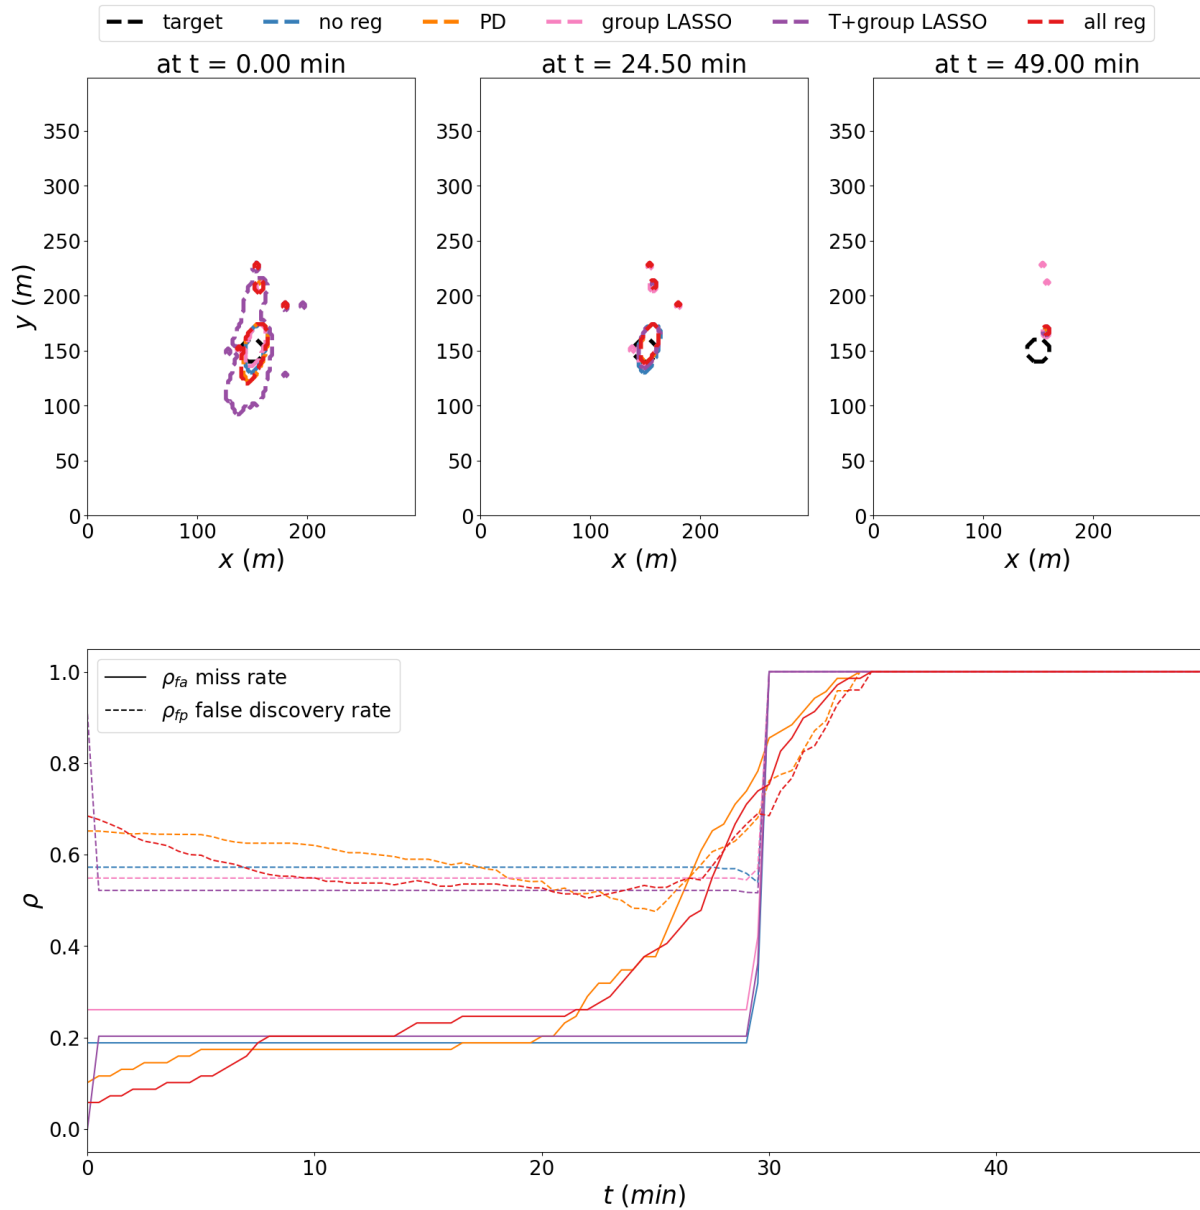 target no reg PD group LASSO T+group LASSO all reg
at t = 0.00 min at t = 24.50 min at t = 49.00 min
350 350 350
300 300 300
250 250 250
200 200 200
150 150 150
100 100 100
50 50 50
0 0 0
y (m)
0 100 200 0 100 200 0 100 200
x (m) x (m) x (m)
ρfa miss rate
ρfp false discovery rate
1.0
0.8
0.6
0.4
0.2
0.0
ρ
0 10 20 30 40
t (min)